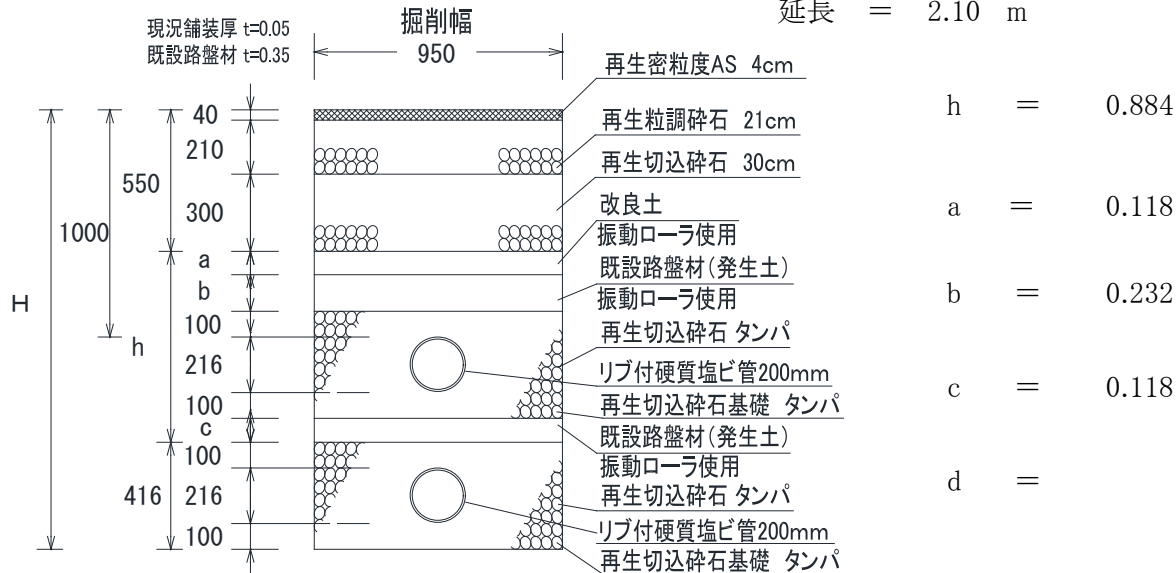 現況舗装厚 t=0.05
既設路盤材 t=0.35
掘削幅
950
延長 = 2.10 m
H
1000
550
h
416
40
210
300
a
b
100
216
100
c
100
216
100
再生密粒度AS 4cm
再生粒調砕石 21cm
再生切込砕石 30cm
改良土
振動ローラ使用
既設路盤材(発生土)
振動ローラ使用
再生切込砕石 タンパ
リブ付硬質塩ビ管200mm
再生切込砕石基礎 タンパ
既設路盤材(発生土)
振動ローラ使用
再生切込砕石 タンパ
リブ付硬質塩ビ管200mm
再生切込砕石基礎 タンパ
h = 0.884
a = 0.118
b = 0.232
c = 0.118
d =